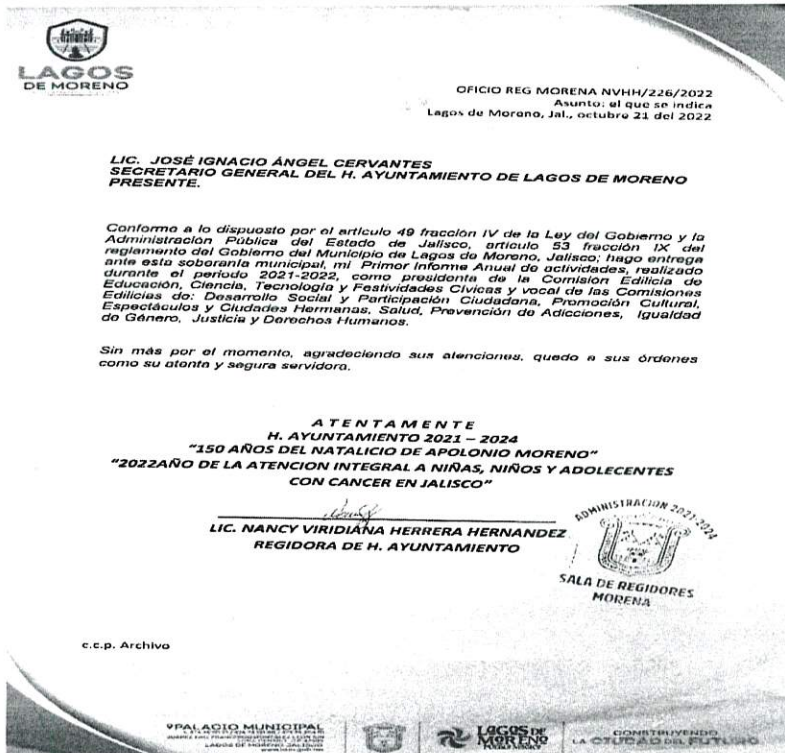 LAGOS
DE MORENO
OFICIO REG MORENA NVHH/226/2022
Asunto: el que se indica
Lagos de Moreno, Jal., octubre 21 del 2022
LIC. JOSÉ IGNACIO ÁNGEL CERVANTES
SECRETARIO GENERAL DEL H. AYUNTAMIENTO DE LAGOS DE MORENO
PRESENTE.
Conforme a lo dispuesto por el artículo 49 fracción IV de la Ley del Gobierno y la
Administración Pública del Estado de Jalisco, artículo 53 fracción IX del
reglamento del Gobierno del Municipio de Lagos de Moreno, Jalisco; hago entrega
ante esta soberanía municipal, mi Primer Informe Anual de actividades, realizado
durante el periodo 2021-2022, como presidenta de la Comisión Edilicia de
Educación, Ciencia, Tecnología y Festividades Cívicas y vocal de las Comisiones
Edilicias de: Desarrollo Social y Participación Ciudadana, Promoción Cultural,
Espectáculos y Ciudades Hermanas, Salud, Prevención de Adicciones, Igualdad
de Género, Justicia y Derechos Humanos.
Sin más por el momento, agradeciendo sus atenciones, quedo a sus órdenes
como su atenta y segura servidora.
ATENTAMENTE
H. AYUNTAMIENTO 2021 – 2024
"150 AÑOS DEL NATALICIO DE APOLONIO MORENO"
"2022AÑO DE LA ATENCION INTEGRAL A NIÑAS, NIÑOS Y ADOLECENTES
CON CANCER EN JALISCO"
LIC. NANCY VIRIDIANA HERRERA HERNANDEZ
REGIDORA DE H. AYUNTAMIENTO
ADMINISTRACION 2021-2024
SALA DE REGIDORES
MORENA
c.c.p. Archivo
PALACIO MUNICIPAL
LAGOS DE MORENO, JALISCO
LAGOS DE
MORENO
PUEBLO MÁGICO
CONSTRUYENDO
LA CIUDAD DEL FUTURO